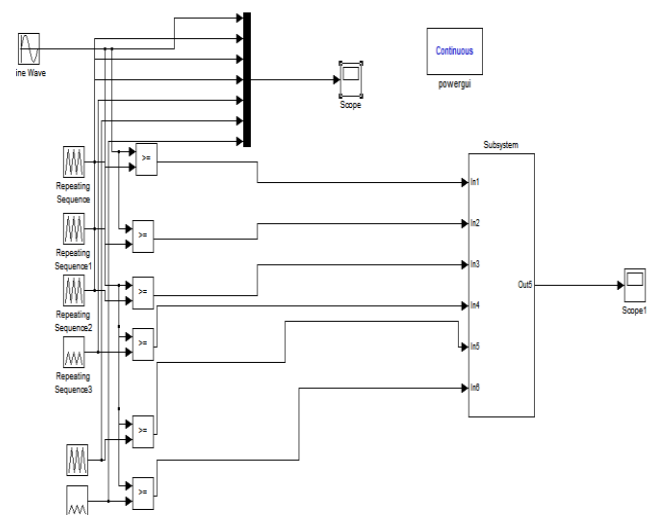 ine Wave
Continuous
powergui
Scope
Subsystem
>=
Repeating
Sequence
In1
>=
Repeating
Sequence1
In2
>=
Repeating
Sequence2
In3
Out5
Scope1
>=
Repeating
Sequence3
In4
In5
>=
In6
>=